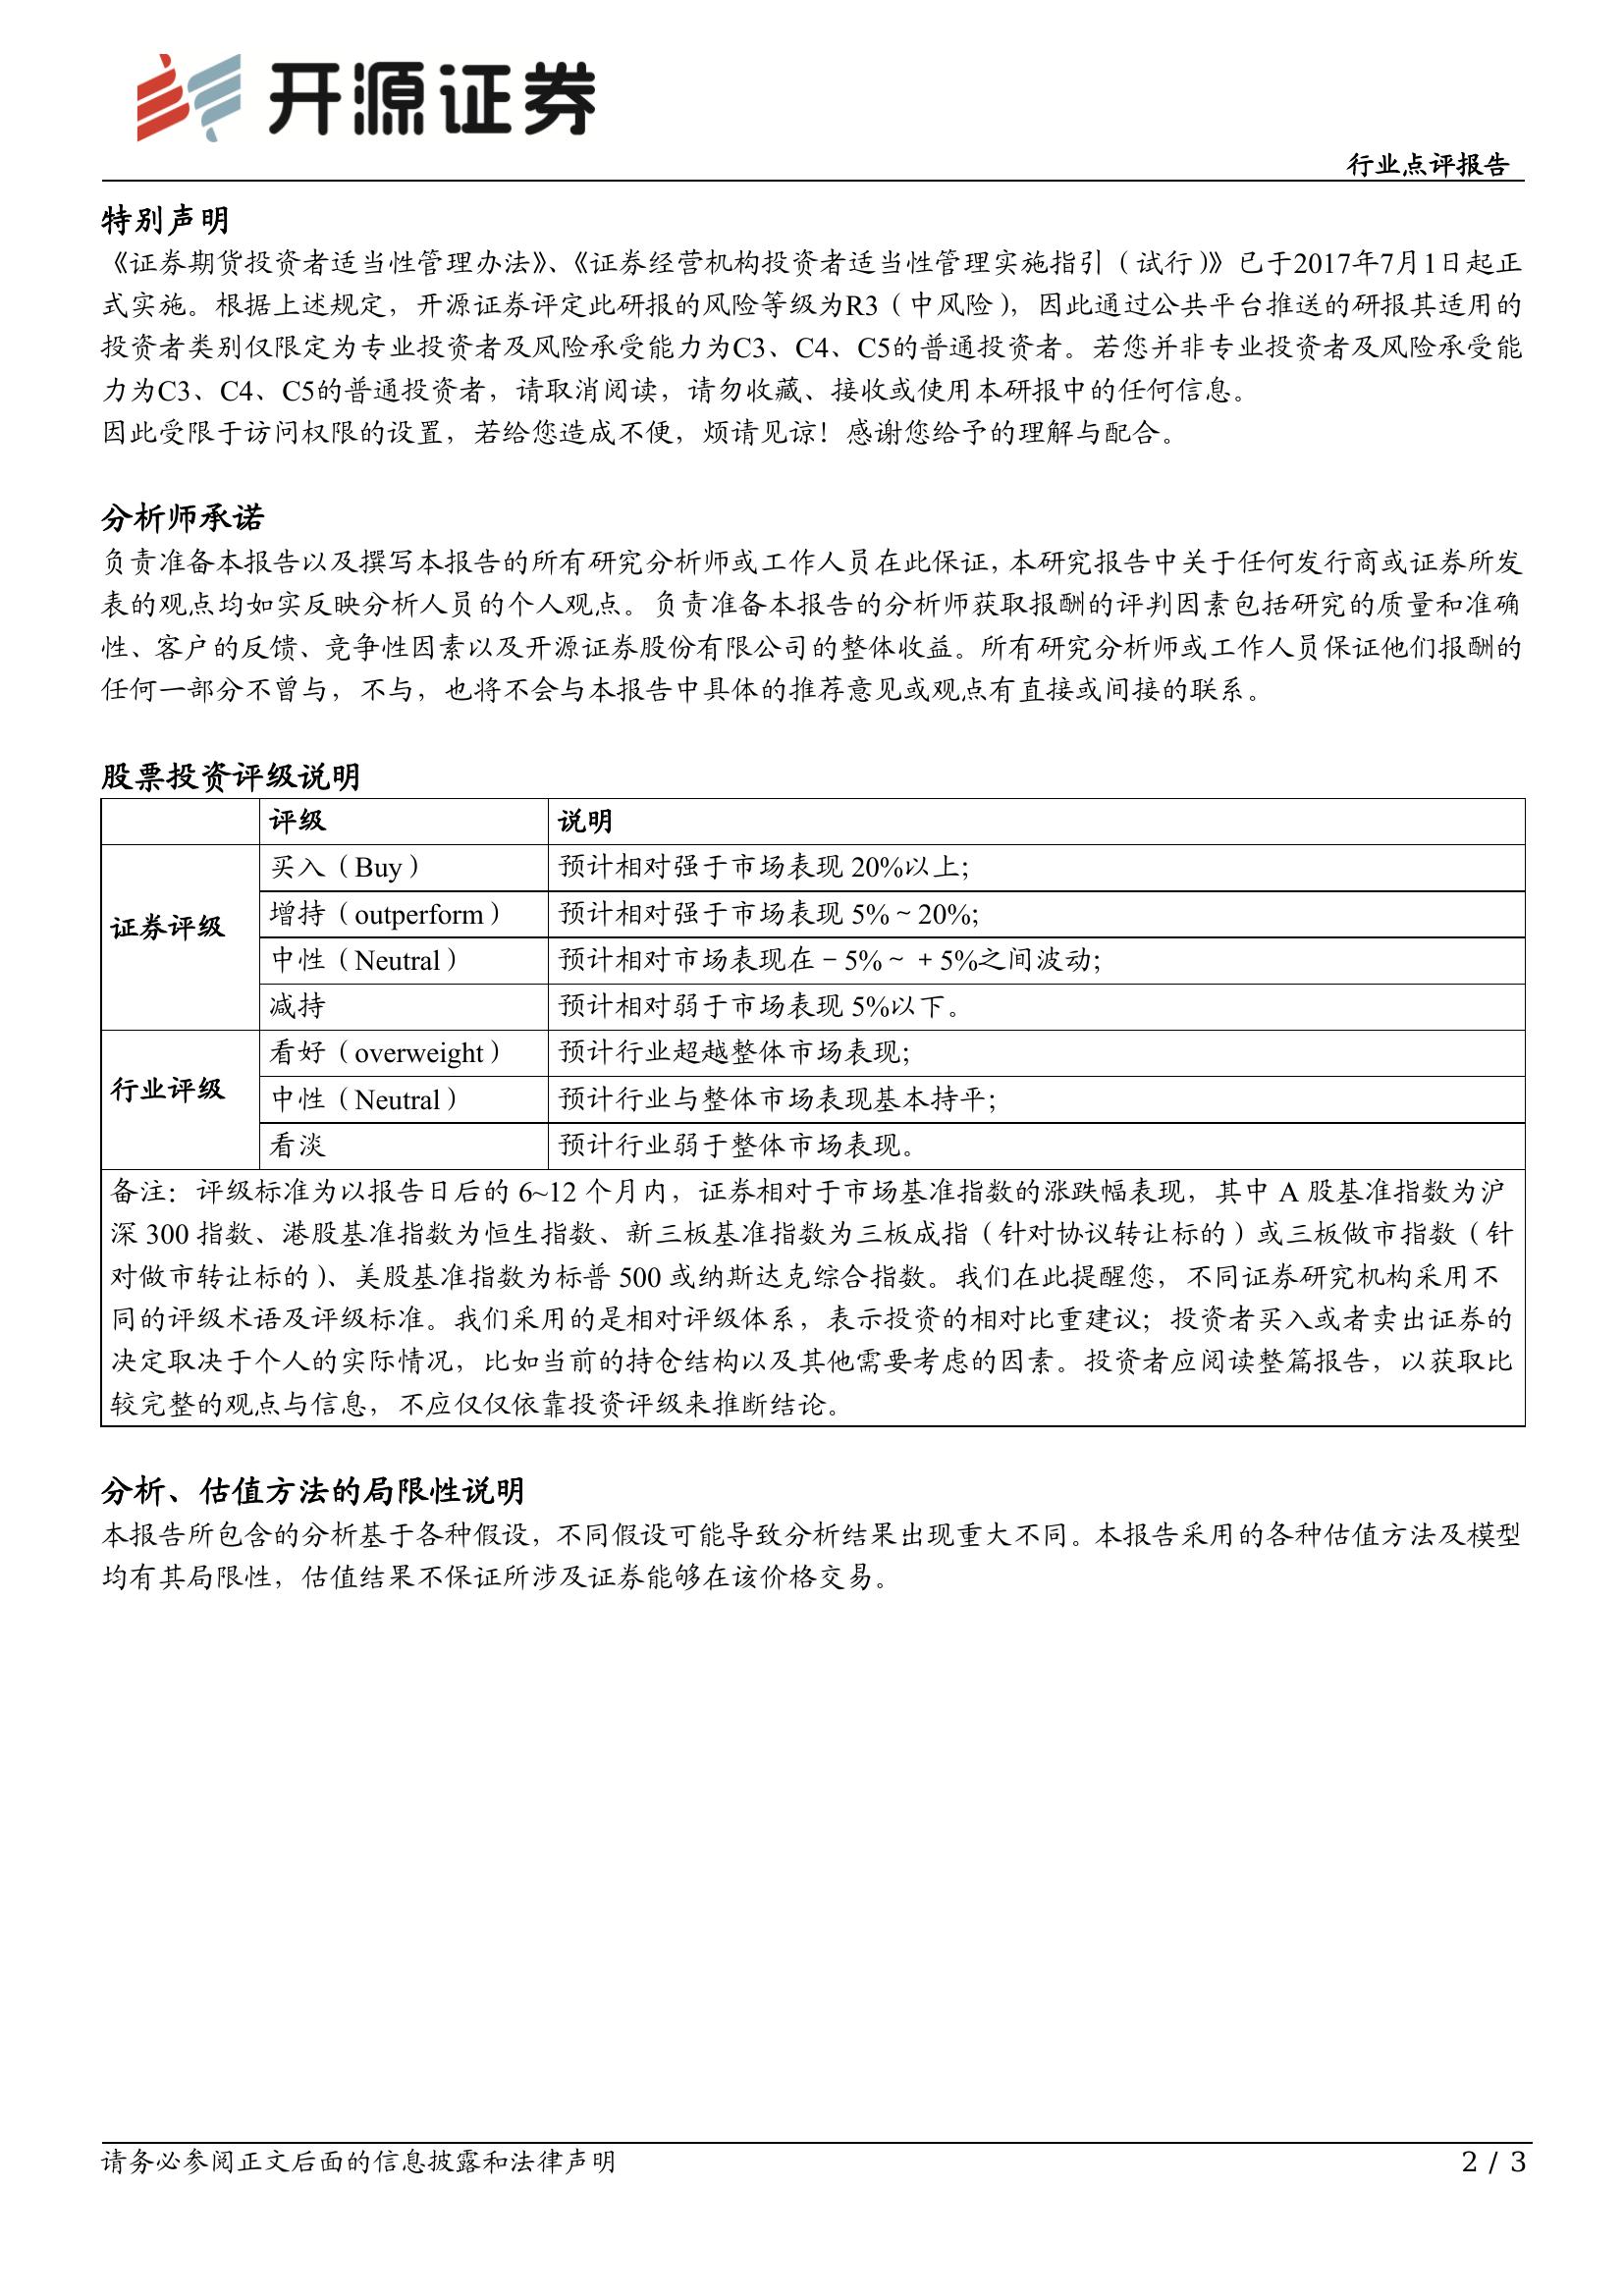 开源证券
行业点评报告
特别声明
《证券期货投资者适当性管理办法》、《证券经营机构投资者适当性管理实施指引（试行）》已于2017年7月1日起正
式实施。根据上述规定，开源证券评定此研报的风险等级为R3（中风险），因此通过公共平台推送的研报其适用的
投资者类别仅限定为专业投资者及风险承受能力为C3、C4、C5的普通投资者。若您并非专业投资者及风险承受能
力为C3、C4、C5的普通投资者，请取消阅读，请勿收藏、接收或使用本研报中的任何信息。
因此受限于访问权限的设置，若给您造成不便，烦请见谅！感谢您给予的理解与配合。
分析师承诺
负责准备本报告以及撰写本报告的所有研究分析师或工作人员在此保证，本研究报告中关于任何发行商或证券所发
表的观点均如实反映分析人员的个人观点。负责准备本报告的分析师获取报酬的评判因素包括研究的质量和准确
性、客户的反馈、竞争性因素以及开源证券股份有限公司的整体收益。所有研究分析师或工作人员保证他们报酬的
任何一部分不曾与，不与，也将不会与本报告中具体的推荐意见或观点有直接或间接的联系。
股票投资评级说明
评级 说明
证券评级
买入（Buy） 预计相对强于市场表现 20%以上；
增持（outperform） 预计相对强于市场表现 5%～20%；
中性（Neutral） 预计相对市场表现在－5%～＋5%之间波动；
减持 预计相对弱于市场表现 5%以下。
行业评级
看好（overweight） 预计行业超越整体市场表现；
中性（Neutral） 预计行业与整体市场表现基本持平；
看淡 预计行业弱于整体市场表现。
备注：评级标准为以报告日后的 6~12 个月内，证券相对于市场基准指数的涨跌幅表现，其中 A 股基准指数为沪
深 300 指数、港股基准指数为恒生指数、新三板基准指数为三板成指（针对协议转让标的）或三板做市指数（针
对做市转让标的）、美股基准指数为标普 500 或纳斯达克综合指数。我们在此提醒您，不同证券研究机构采用不
同的评级术语及评级标准。我们采用的是相对评级体系，表示投资的相对比重建议；投资者买入或者卖出证券的
决定取决于个人的实际情况，比如当前的持仓结构以及其他需要考虑的因素。投资者应阅读整篇报告，以获取比
较完整的观点与信息，不应仅仅依靠投资评级来推断结论。
分析、估值方法的局限性说明
本报告所包含的分析基于各种假设，不同假设可能导致分析结果出现重大不同。本报告采用的各种估值方法及模型
均有其局限性，估值结果不保证所涉及证券能够在该价格交易。
请务必参阅正文后面的信息披露和法律声明
2 / 3